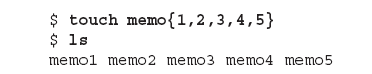 $ touch memo{1,2,3,4,5}
$ ls
memo1 memo2 memo3 memo4 memo5